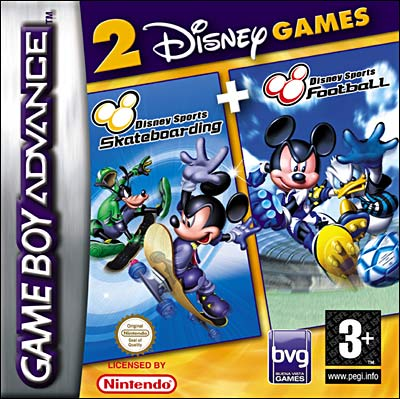 GAME BOY ADVANCE™
2 Disney GAMES
Disney Sports
Skateboarding
+
Disney Sports
Football
Original
Nintendo
Seal of Quality
LICENSED BY
Nintendo
bvg
BUENA VISTA
GAMES
3+
www.pegi.info